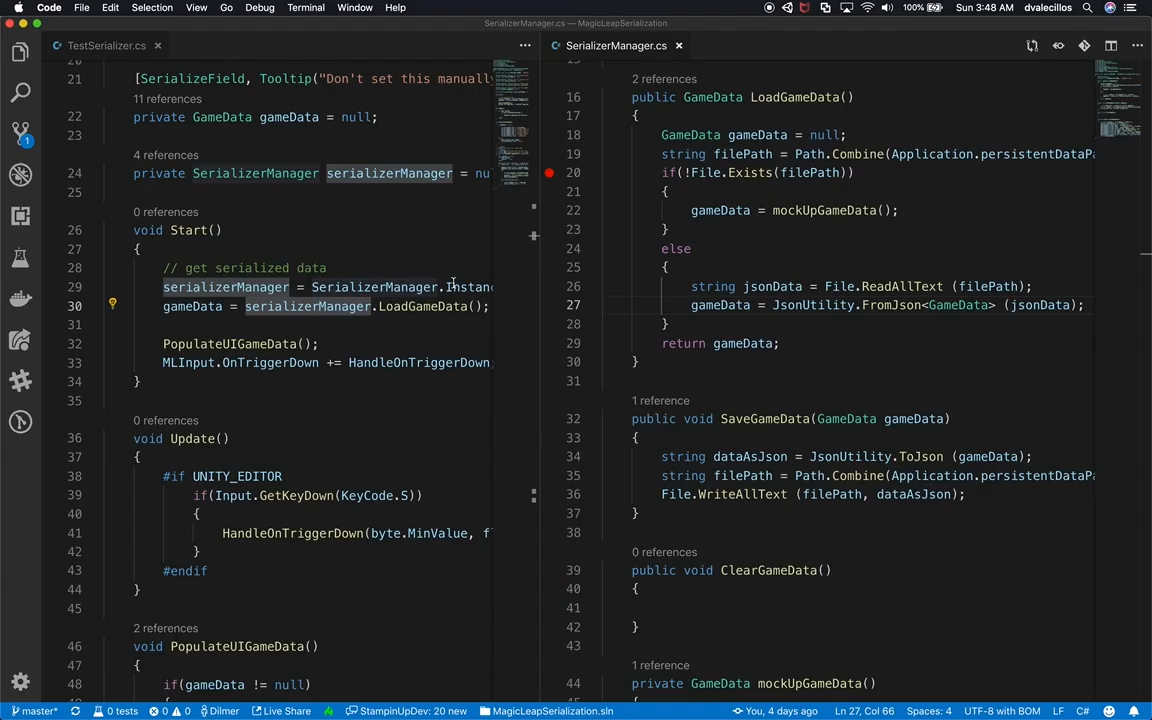 Code File Edit Selection View Go Debug Terminal Window Help 100% Sun 3:48 AM dvalecillos
SerializerManager.cs — MagicLeapSerialization
TestSerializer.cs
21 [SerializeField, Tooltip("Don't set this manually
11 references
22 private GameData gameData = null;
23
4 references
24 private SerializerManager serializerManager = nu
25
0 references
26 void Start()
27 {
28 // get serialized data
29 serializerManager = SerializerManager.Instanc
30 gameData = serializerManager.LoadGameData();
31
32 PopulateUIGameData();
33 MLInput.OnTriggerDown += HandleOnTriggerDown;
34 }
35
0 references
36 void Update()
37 {
38 #if UNITY_EDITOR
39 if(Input.GetKeyDown(KeyCode.S))
40 {
41 HandleOnTriggerDown(byte.MinValue, fl
42 }
43 #endif
44 }
45
2 references
46 void PopulateUIGameData()
47 {
48 if(gameData != null)
SerializerManager.cs
2 references
16 public GameData LoadGameData()
17 {
18 GameData gameData = null;
19 string filePath = Path.Combine(Application.persistentDataPa
20 if(!File.Exists(filePath))
21 {
22 gameData = mockUpGameData();
23 }
24 else
25 {
26 string jsonData = File.ReadAllText (filePath);
27 gameData = JsonUtility.FromJson<GameData> (jsonData);
28 }
29 return gameData;
30 }
31
1 reference
32 public void SaveGameData(GameData gameData)
33 {
34 string dataAsJson = JsonUtility.ToJson (gameData);
35 string filePath = Path.Combine(Application.persistentDataPa
36 File.WriteAllText (filePath, dataAsJson);
37 }
38
0 references
39 public void ClearGameData()
40 {
41
42 }
43
1 reference
44 private GameData mockUpGameData()
1
master* 0 tests 0 0 Dilmer Live Share StampinUpDev: 20 new MagicLeapSerialization.sln You, 4 days ago Ln 27, Col 66 Spaces: 4 UTF-8 with BOM LF C#